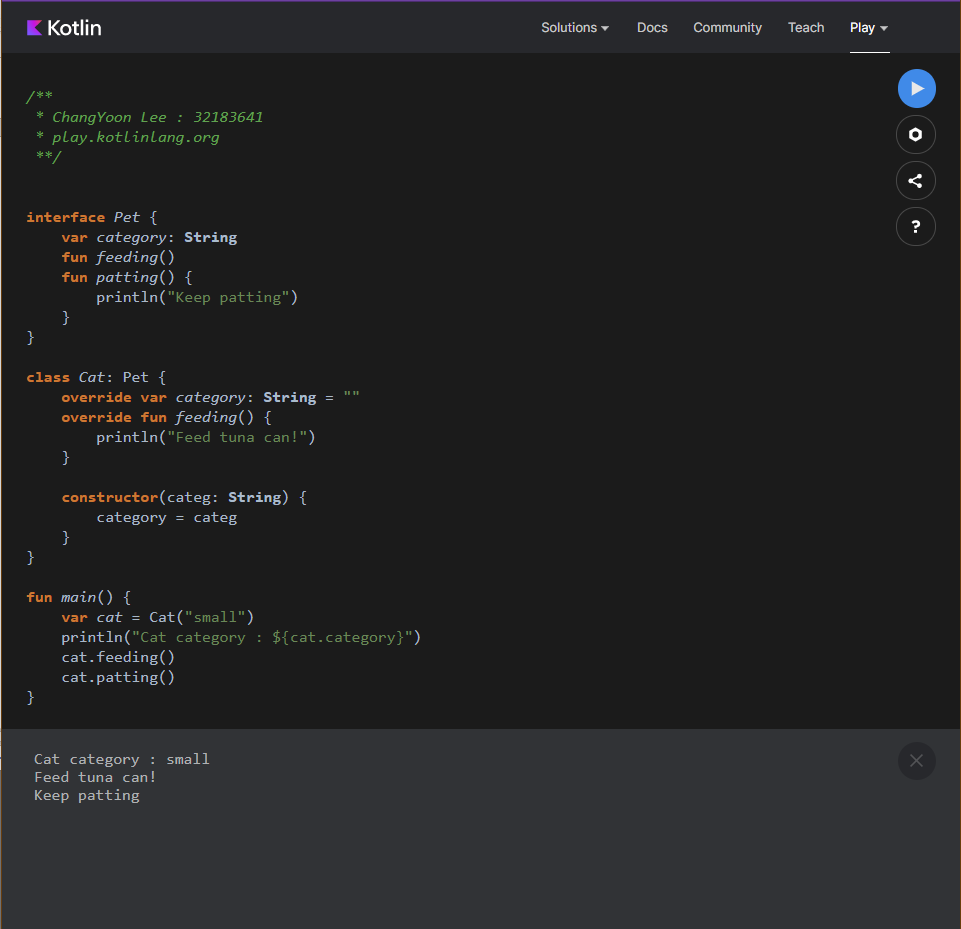 Kotlin
Solutions Docs Community Teach Play
/**
 * ChangYoon Lee : 32183641
 * play.kotlinlang.org
 **/
interface Pet {
    var category: String
    fun feeding()
    fun patting() {
        println("Keep patting")
    }
}
class Cat: Pet {
    override var category: String = ""
    override fun feeding() {
        println("Feed tuna can!")
    }
    constructor(categ: String) {
        category = categ
    }
}
fun main() {
    var cat = Cat("small")
    println("Cat category : ${cat.category}")
    cat.feeding()
    cat.patting()
}
?
Cat category : small
Feed tuna can!
Keep patting